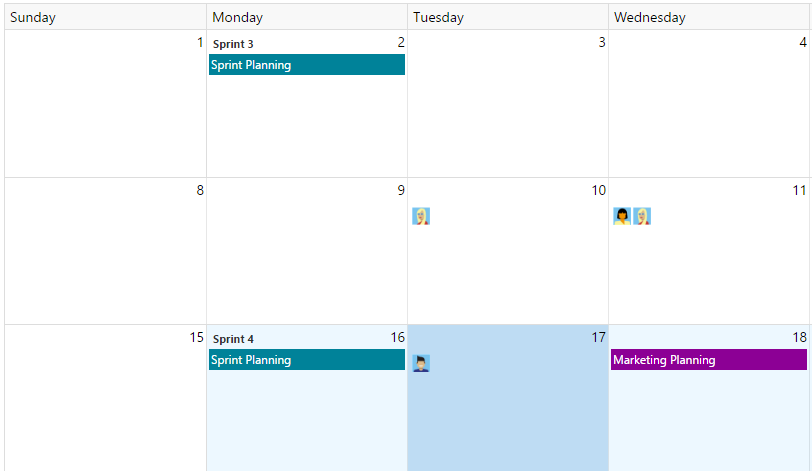 Sunday Monday Tuesday Wednesday
1 Sprint 3 2 3 4
Sprint Planning
8 9 10 11
15 Sprint 4 16 17 18
Sprint Planning Marketing Planning